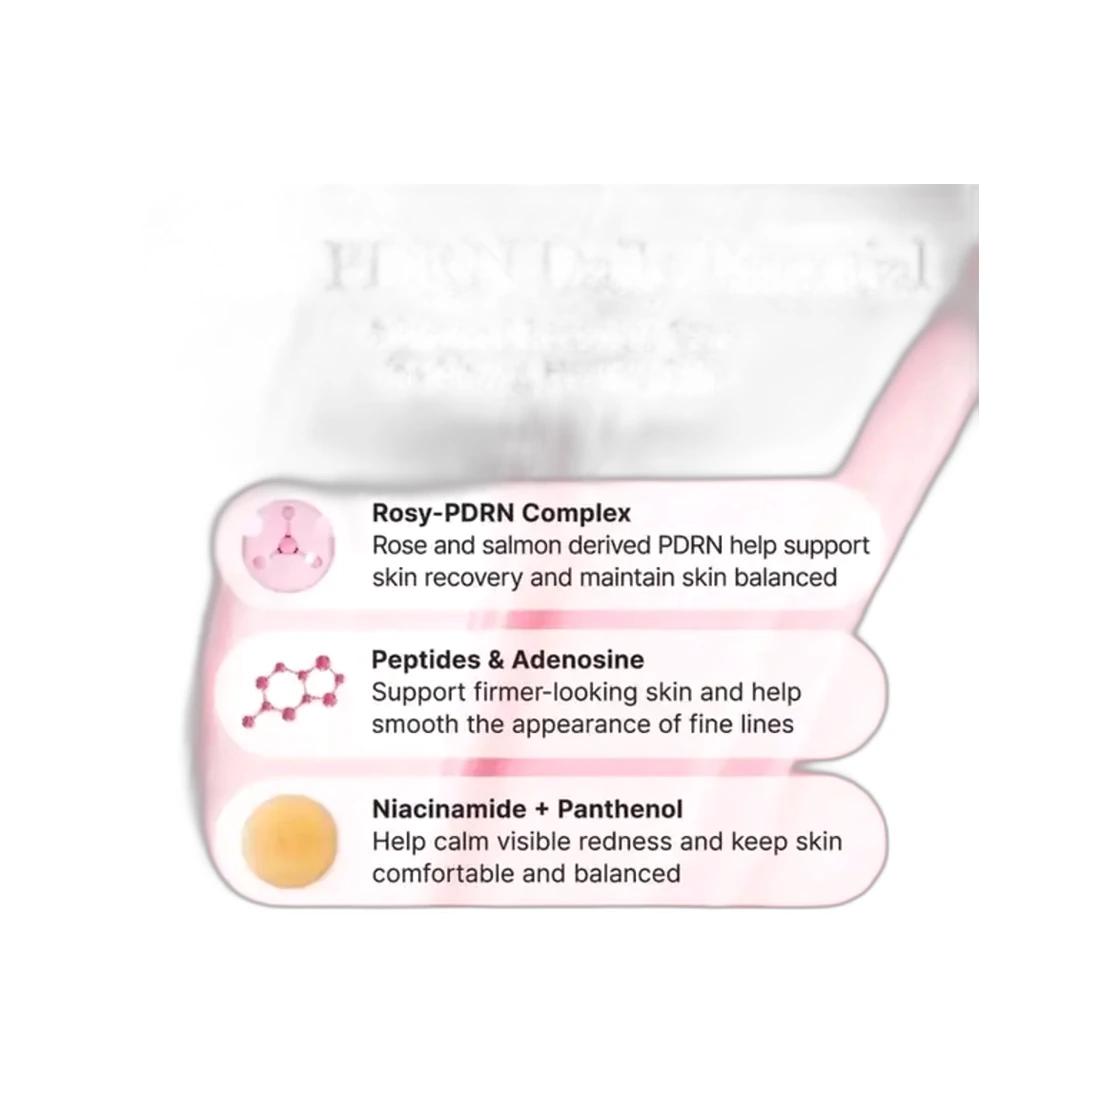 Rosy-PDRN Complex
Rose and salmon derived PDRN help support
skin recovery and maintain skin balanced
Peptides & Adenosine
Support firmer-looking skin and help
smooth the appearance of fine lines
Niacinamide + Panthenol
Help calm visible redness and keep skin
comfortable and balanced